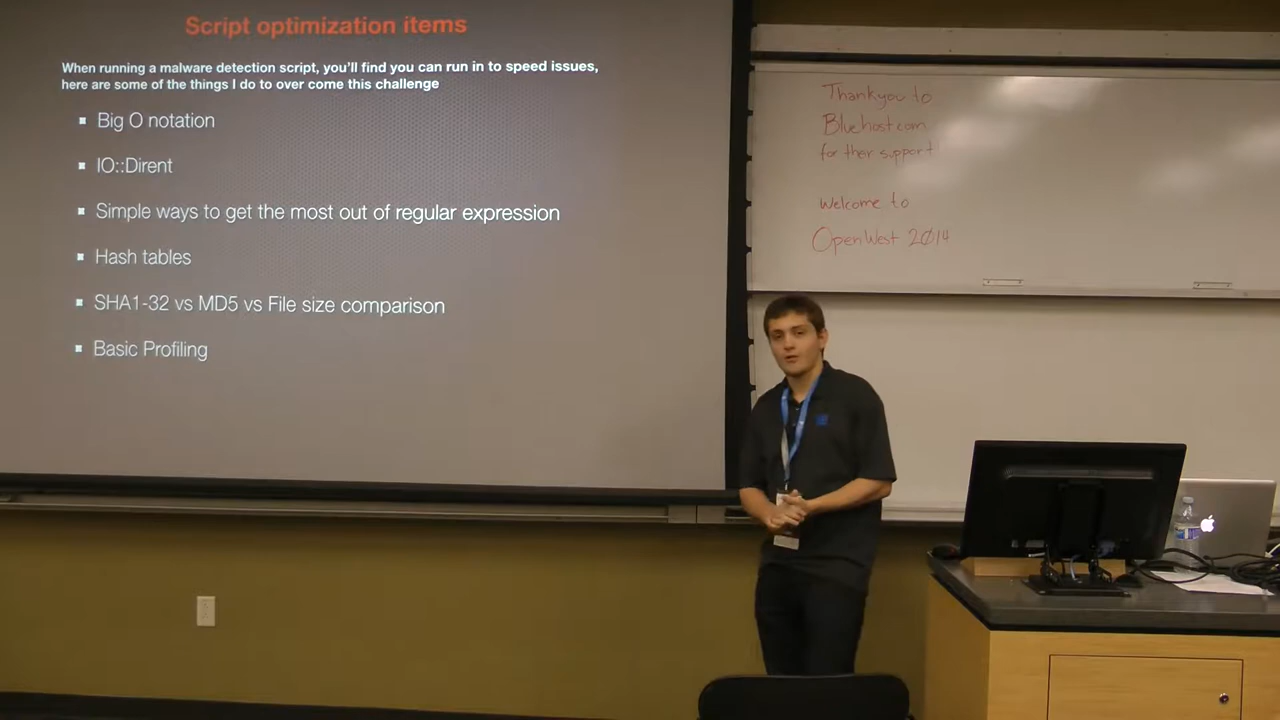 Script optimization items
When running a malware detection script, you'll find you can run in to speed issues,
here are some of the things I do to over come this challenge
▪ Big O notation
▪ IO::Dirent
▪ Simple ways to get the most out of regular expression
▪ Hash tables
▪ SHA1-32 vs MD5 vs File size comparison
▪ Basic Profiling
Thankyou to
Bluehost.com
for ther support
Welcome to
OpenWest 2014